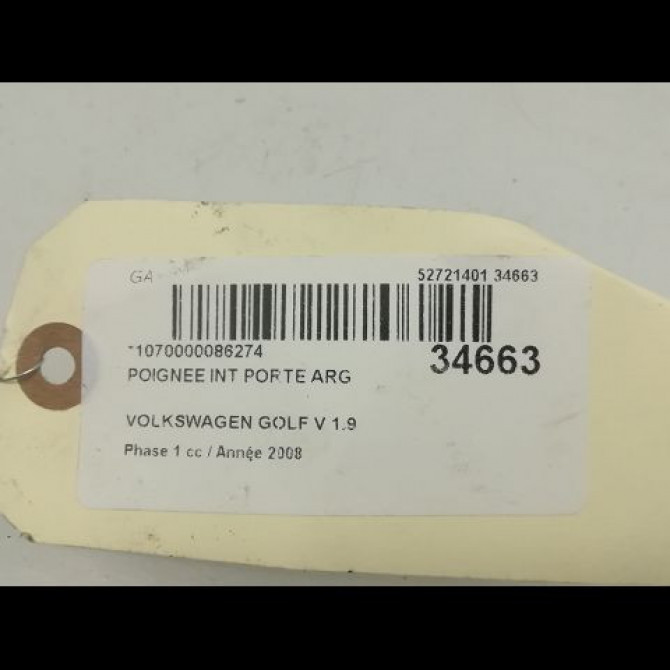 GA 52721401 34663
-1070000086274
34663
POIGNEE INT PORTE ARG
VOLKSWAGEN GOLF V 1.9
Phase 1 cc / Année 2008